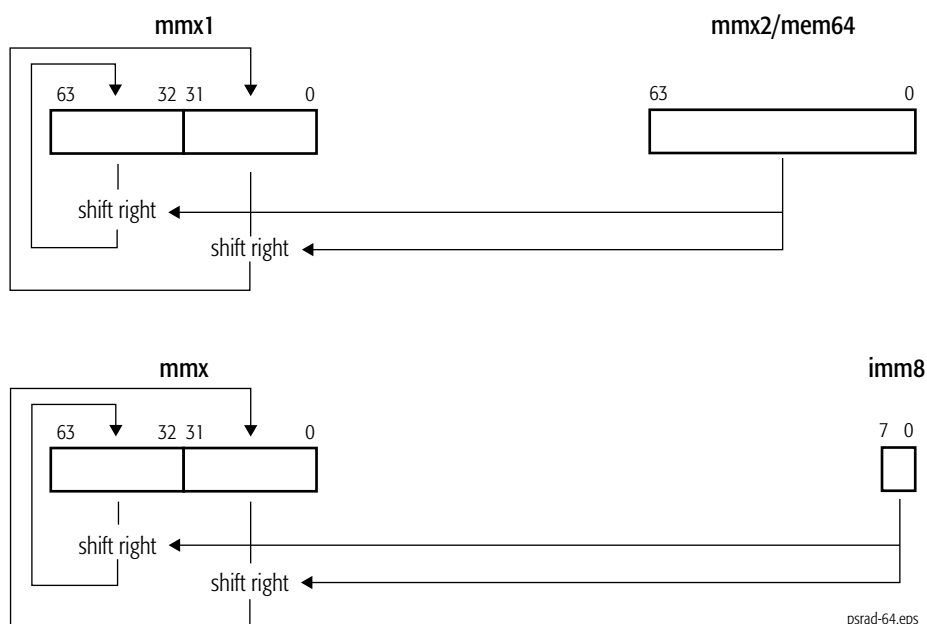 mmx1 mmx2/mem64
63 32 31 0 63 0
shift right
shift right
mmx imm8
63 32 31 0 7 0
shift right
shift right
psrad-64.eps